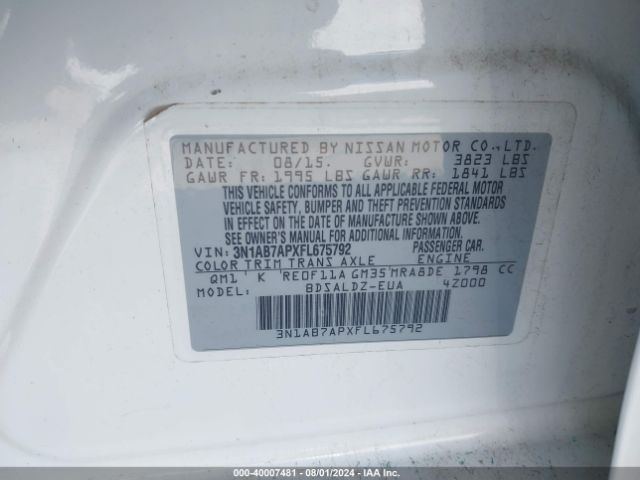 MANUFACTURED BY NISSAN MOTOR CO.,LTD.
DATE: 08/15. GVWR: 3823 LBS
GAWR FR: 1995 LBS GAWR RR: 1841 LBS
THIS VEHICLE CONFORMS TO ALL APPLICABLE FEDERAL MOTOR
VEHICLE SAFETY, BUMPER AND THEFT PREVENTION STANDARDS
IN EFFECT ON THE DATE OF MANUFACTURE SHOWN ABOVE.
SEE OWNER'S MANUAL FOR ADDITIONAL INFORMATION.
VIN: 3N1AB7APXFL675792 PASSENGER CAR.
COLOR TRIM TRANS AXLE ENGINE
QM1 K RE0F11A GM35 MRA8DE 1798 CC
MODEL: BDSALDZ-EUA 4Z000
3N1AB7APXFL675792
000-40007481 - 08/01/2024 - IAA Inc.